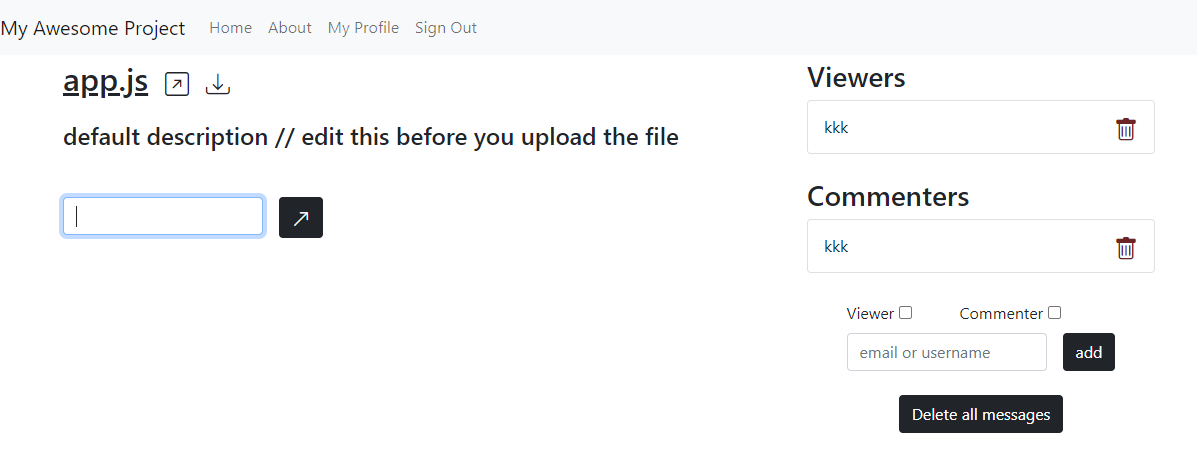 My Awesome Project Home About My Profile Sign Out
app.js
default description // edit this before you upload the file
Viewers
kkk
Commenters
kkk
Viewer Commenter
email or username add
Delete all messages